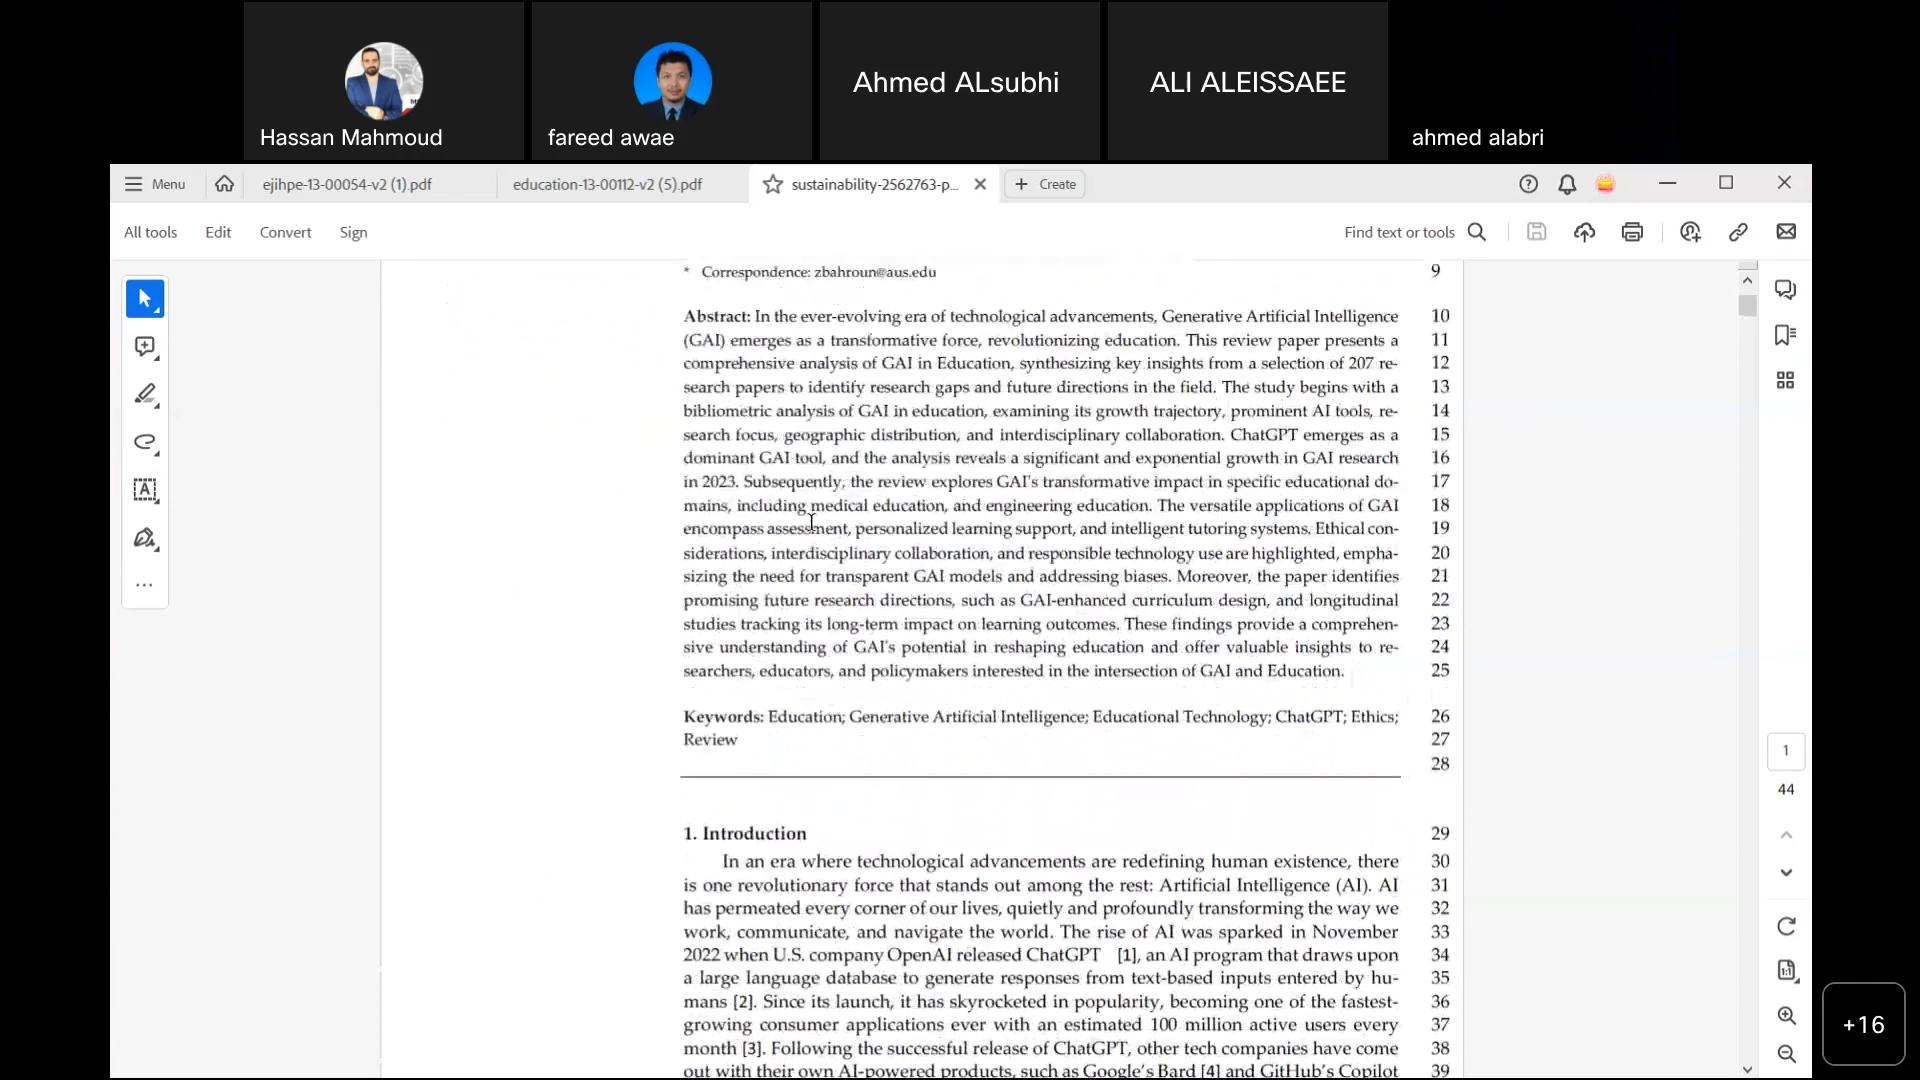 Hassan Mahmoud
fareed awae
Ahmed ALsubhi
ALI ALEISSAEE
ahmed alabri
Menu
ejihpe-13-00054-v2 (1).pdf
education-13-00112-v2 (5).pdf
sustainability-2562763-p...
Create
All tools
Edit
Convert
Sign
Find text or tools
* Correspondence: zbahroun@aus.edu 9
Abstract: In the ever-evolving era of technological advancements, Generative Artificial Intelligence 10
(GAI) emerges as a transformative force, revolutionizing education. This review paper presents a 11
comprehensive analysis of GAI in Education, synthesizing key insights from a selection of 207 re- 12
search papers to identify research gaps and future directions in the field. The study begins with a 13
bibliometric analysis of GAI in education, examining its growth trajectory, prominent AI tools, re- 14
search focus, geographic distribution, and interdisciplinary collaboration. ChatGPT emerges as a 15
dominant GAI tool, and the analysis reveals a significant and exponential growth in GAI research 16
in 2023. Subsequently, the review explores GAI's transformative impact in specific educational do- 17
mains, including medical education, and engineering education. The versatile applications of GAI 18
encompass assessment, personalized learning support, and intelligent tutoring systems. Ethical con- 19
siderations, interdisciplinary collaboration, and responsible technology use are highlighted, empha- 20
sizing the need for transparent GAI models and addressing biases. Moreover, the paper identifies 21
promising future research directions, such as GAI-enhanced curriculum design, and longitudinal 22
studies tracking its long-term impact on learning outcomes. These findings provide a comprehen- 23
sive understanding of GAI's potential in reshaping education and offer valuable insights to re- 24
searchers, educators, and policymakers interested in the intersection of GAI and Education. 25
Keywords: Education; Generative Artificial Intelligence; Educational Technology; ChatGPT; Ethics; 26
Review 27
28
1. Introduction 29
In an era where technological advancements are redefining human existence, there 30
is one revolutionary force that stands out among the rest: Artificial Intelligence (AI). AI 31
has permeated every corner of our lives, quietly and profoundly transforming the way we 32
work, communicate, and navigate the world. The rise of AI was sparked in November 33
2022 when U.S. company OpenAI released ChatGPT [1], an AI program that draws upon 34
a large language database to generate responses from text-based inputs entered by hu- 35
mans [2]. Since its launch, it has skyrocketed in popularity, becoming one of the fastest- 36
growing consumer applications ever with an estimated 100 million active users every 37
month [3]. Following the successful release of ChatGPT, other tech companies have come 38
out with their own AI-powered products, such as Google's Bard [4] and GitHub's Copilot 39
1
44
+16